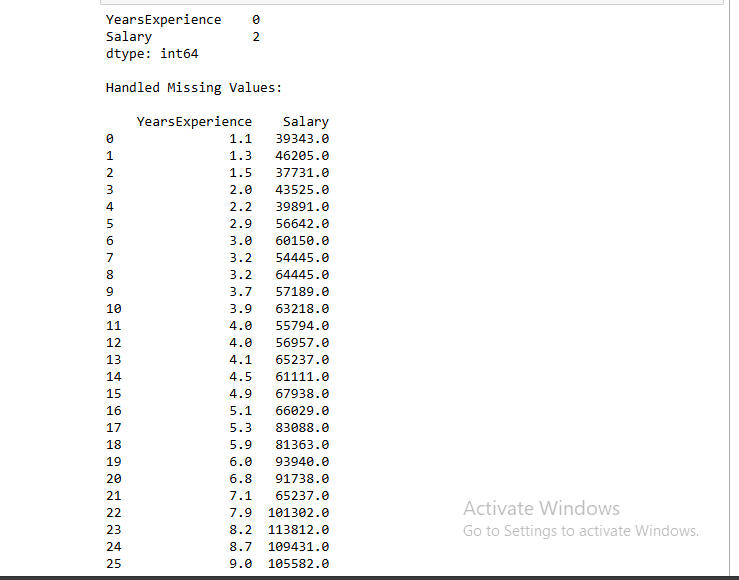 YearsExperience    0
Salary             2
dtype: int64
Handled Missing Values:
    YearsExperience    Salary
0               1.1   39343.0
1               1.3   46205.0
2               1.5   37731.0
3               2.0   43525.0
4               2.2   39891.0
5               2.9   56642.0
6               3.0   60150.0
7               3.2   54445.0
8               3.2   64445.0
9               3.7   57189.0
10              3.9   63218.0
11              4.0   55794.0
12              4.0   56957.0
13              4.1   65237.0
14              4.5   61111.0
15              4.9   67938.0
16              5.1   66029.0
17              5.3   83088.0
18              5.9   81363.0
19              6.0   93940.0
20              6.8   91738.0
21              7.1   65237.0
22              7.9  101302.0
23              8.2  113812.0
24              8.7  109431.0
25              9.0  105582.0
Activate Windows
Go to Settings to activate Windows.